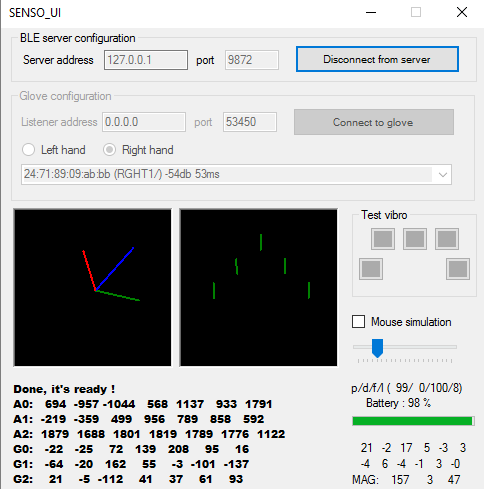 SENSO_UI
BLE server configuration
Server address 127.0.0.1 port 9872 Disconnect from server
Glove configuration
Listener address 0.0.0.0 port 53450 Connect to glove
Left hand Right hand
24:71:89:09:ab:bb (RGHT1/) -54db 53ms
Test vibro
Mouse simulation
Done, it's ready !
A0: 694 -957 -1044 568 1137 933 1791
A1: -219 -359 499 956 789 858 592
A2: 1879 1688 1801 1819 1789 1776 1122
G0: -22 -25 72 139 208 95 16
G1: -64 -20 162 55 -3 -101 -137
G2: 21 -5 -112 41 37 61 93
p/d/f/l ( 99/ 0/100/8)
Battery : 98 %
21 -2 17 5 -3 3
-4 6 -4 -1 3 -0
MAG: 157 3 47